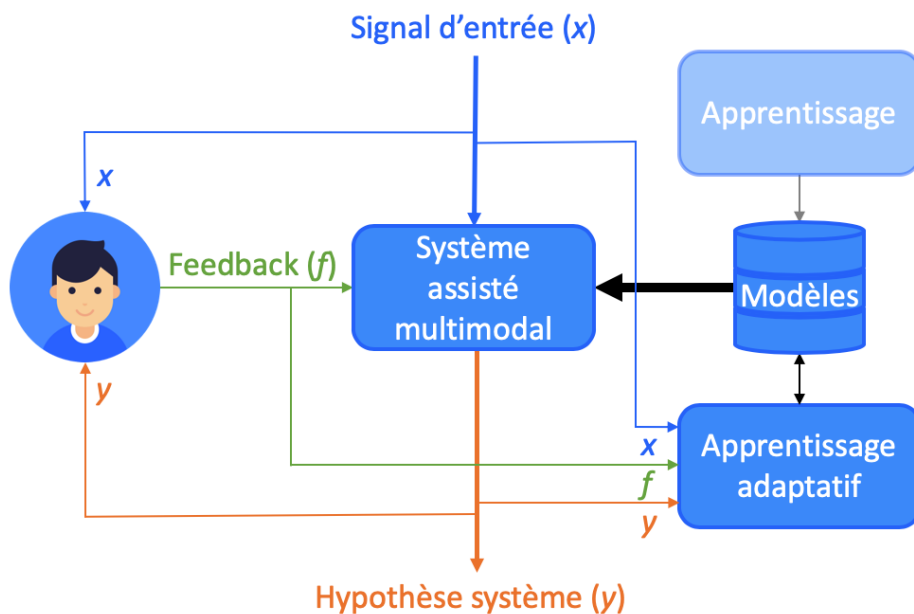 Signal d’entrée (x)
Apprentissage
x
Feedback (f)
Système
assisté
multimodal
Modèles
y
x
f
y
Apprentissage
adaptatif
Hypothèse système (y)